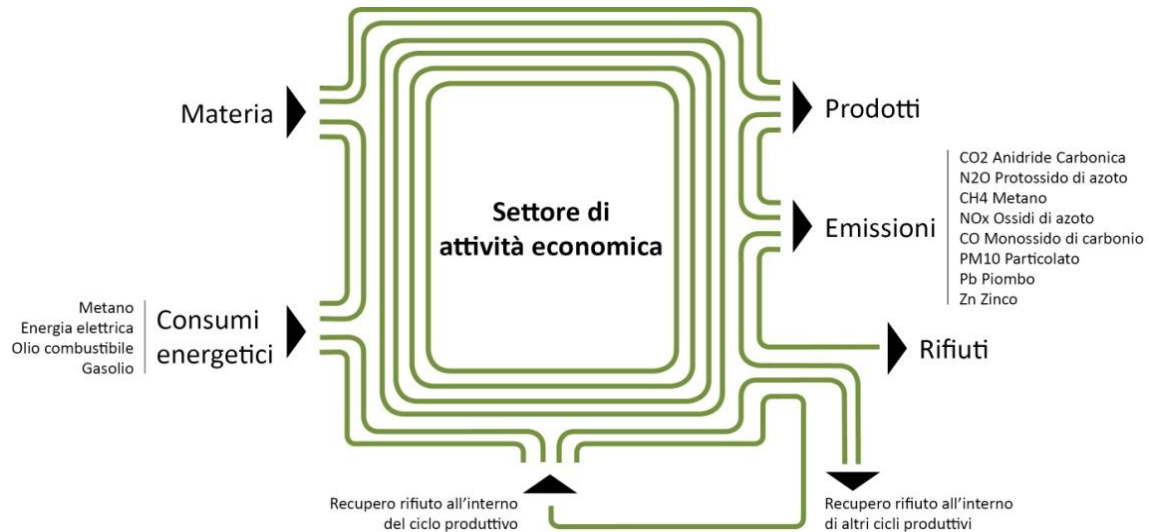 Materia
Metano
Energia elettrica
Olio combustibile
Gasolio
Consumi
energetici
Settore di
attività economica
Prodotti
Emissioni
CO2 Anidride Carbonica
N2O Protossido di azoto
CH4 Metano
NOx Ossidi di azoto
CO Monossido di carbonio
PM10 Particolato
Pb Piombo
Zn Zinco
Rifiuti
Recupero rifiuto all'interno
del ciclo produttivo
Recupero rifiuto all'interno
di altri cicli produttivi